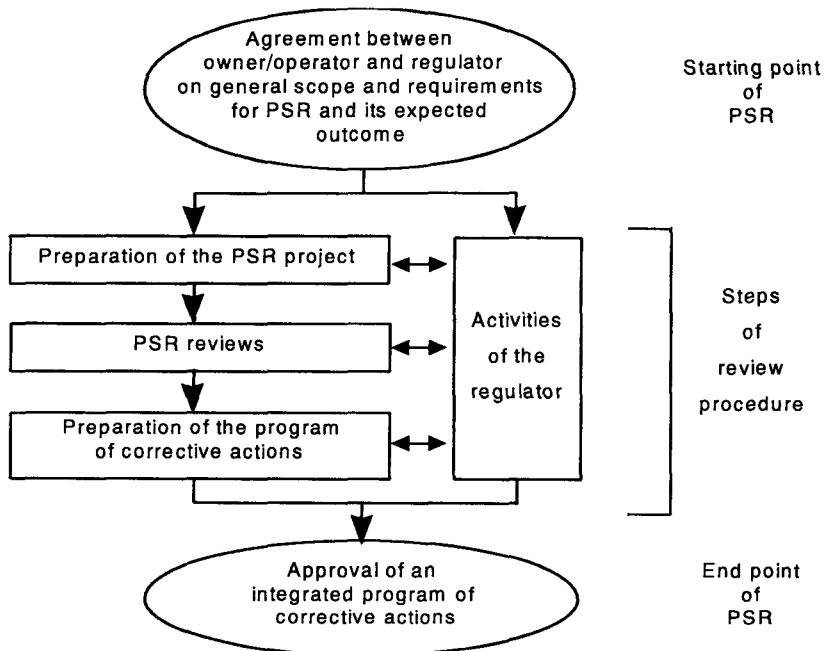 Agreement between
owner/operator and regulator
on general scope and requirements
for PSR and its expected
outcome
Starting point
of
PSR
Preparation of the PSR project
PSR reviews
Preparation of the program
of corrective actions
Activities
of the
regulator
Steps
of
review
procedure
Approval of an
integrated program of
corrective actions
End point
of
PSR